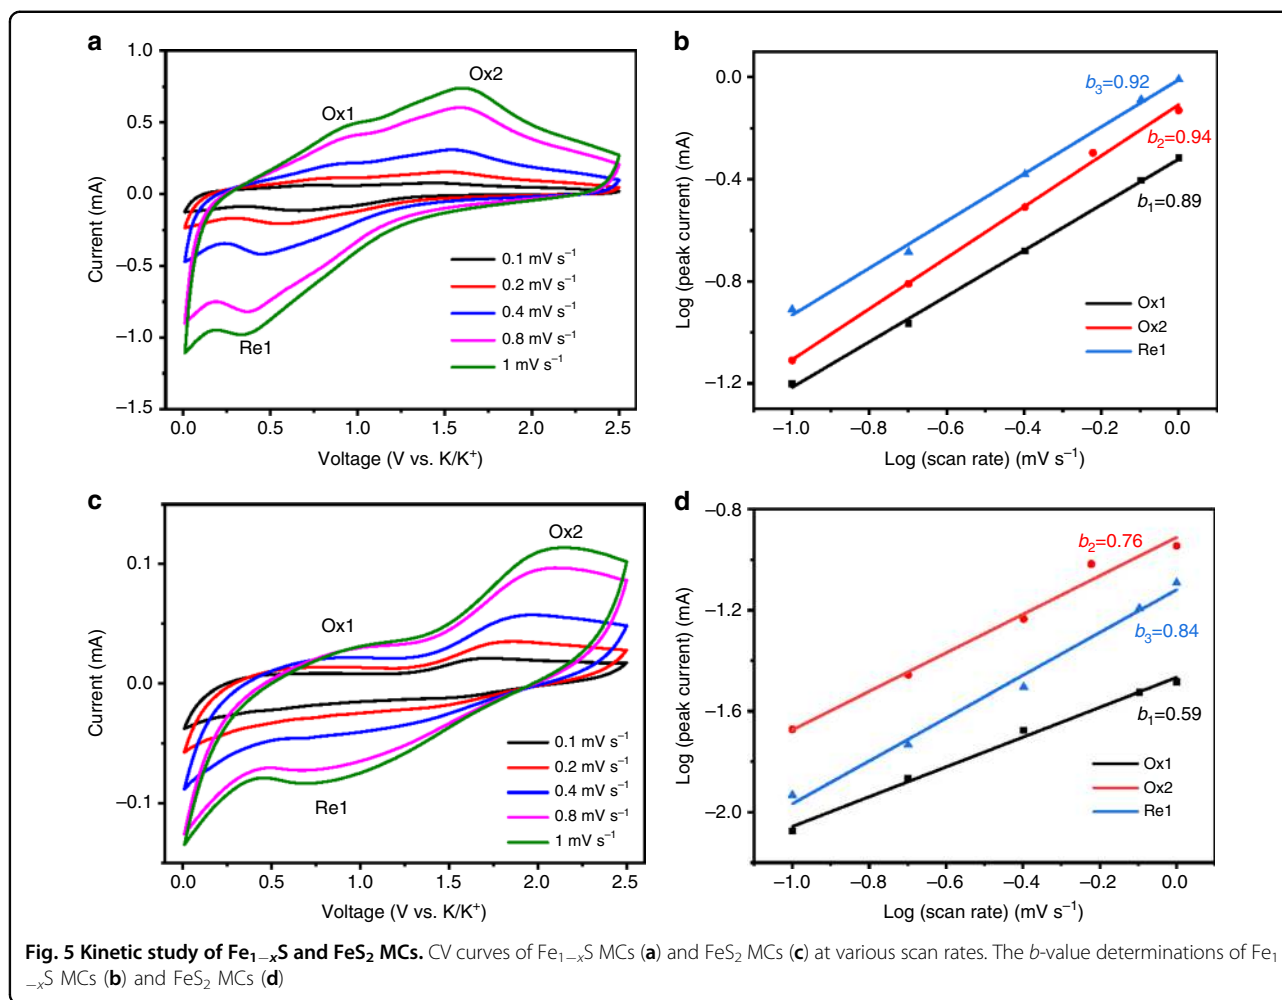 a
1.0
0.5
0.0
−0.5
−1.0
−1.5
Current (mA)
Ox1
Ox2
Re1
0.1 mV s⁻¹
0.2 mV s⁻¹
0.4 mV s⁻¹
0.8 mV s⁻¹
1 mV s⁻¹
0.0 0.5 1.0 1.5 2.0 2.5
Voltage (V vs. K/K⁺)
b
0.0
−0.4
−0.8
−1.2
Log (peak current) (mA)
b₃=0.92
b₂=0.94
b₁=0.89
Ox1
Ox2
Re1
−1.0 −0.8 −0.6 −0.4 −0.2 0.0
Log (scan rate) (mV s⁻¹)
c
0.1
0.0
−0.1
Current (mA)
Ox2
Ox1
Re1
0.1 mV s⁻¹
0.2 mV s⁻¹
0.4 mV s⁻¹
0.8 mV s⁻¹
1 mV s⁻¹
0.0 0.5 1.0 1.5 2.0 2.5
Voltage (V vs. K/K⁺)
d
−0.8
−1.2
−1.6
−2.0
Log (peak current) (mA)
b₂=0.76
b₃=0.84
b₁=0.59
Ox1
Ox2
Re1
−1.0 −0.8 −0.6 −0.4 −0.2 0.0
Log (scan rate) (mV s⁻¹)
Fig. 5 Kinetic study of Fe₁₋ₓS and FeS₂ MCs. CV curves of Fe₁₋ₓS MCs (a) and FeS₂ MCs (c) at various scan rates. The b-value determinations of Fe₁
₋ₓS MCs (b) and FeS₂ MCs (d)